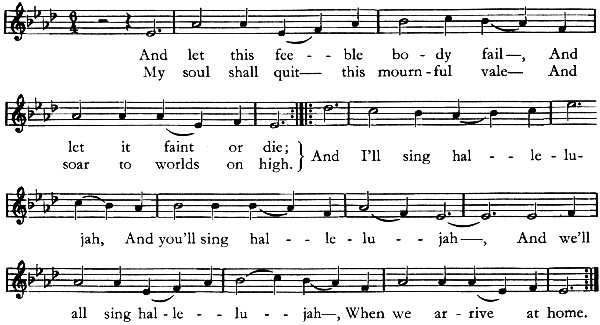 And let this fee - - ble bo - dy fail—, And
My soul shall quit— this mourn - ful vale— And
let it faint or die; And I'll sing hal - - - le - lu-
soar to worlds on high.
jah, And you'll sing hal - - - le - - lu - - jah—, And we'll
all sing hal - le - - lu - - jah—, When we ar - rive at home.